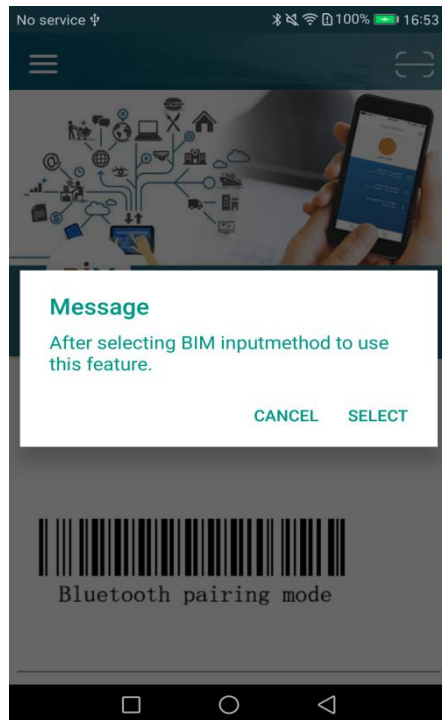 No service 100% 16:53
Message
After selecting BIM inputmethod to use
this feature.
CANCEL SELECT
Bluetooth pairing mode